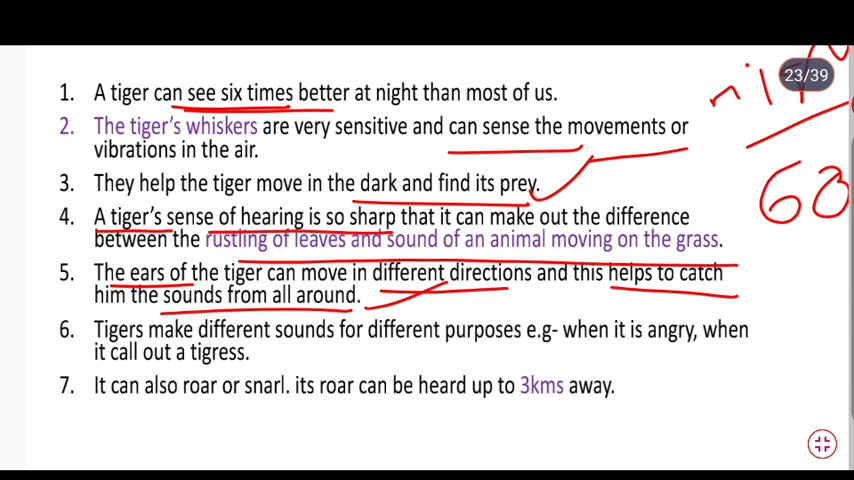 23/39
1. A tiger can see six times better at night than most of us.
2. The tiger's whiskers are very sensitive and can sense the movements or
vibrations in the air.
3. They help the tiger move in the dark and find its prey.
4. A tiger's sense of hearing is so sharp that it can make out the difference
between the rustling of leaves and sound of an animal moving on the grass.
5. The ears of the tiger can move in different directions and this helps to catch
him the sounds from all around.
6. Tigers make different sounds for different purposes e.g- when it is angry, when
it call out a tigress.
7. It can also roar or snarl. its roar can be heard up to 3kms away.